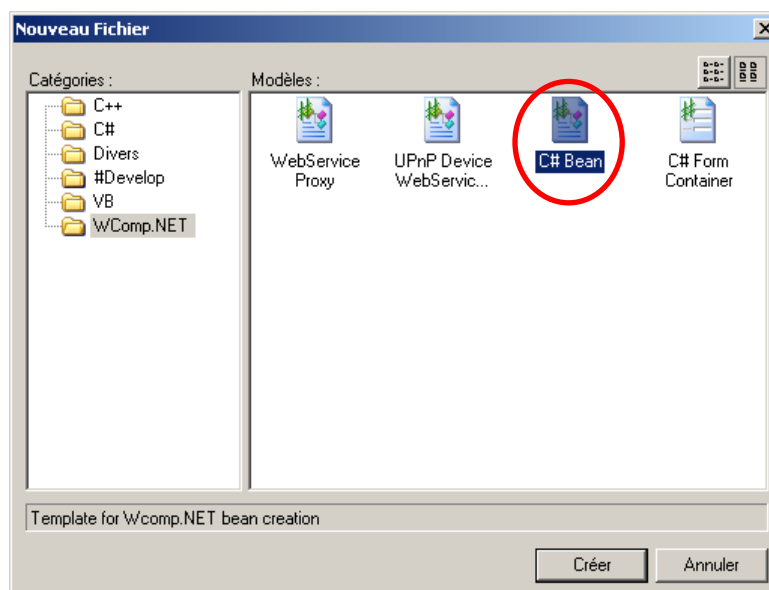 Nouveau Fichier
Catégories :
Modèles :
C++
C#
Divers
#Develop
VB
WComp.NET
WebService
Proxy
UPnP Device
WebServic...
C# Bean
C# Form
Container
Template for Wcomp.NET bean creation
Créer
Annuler